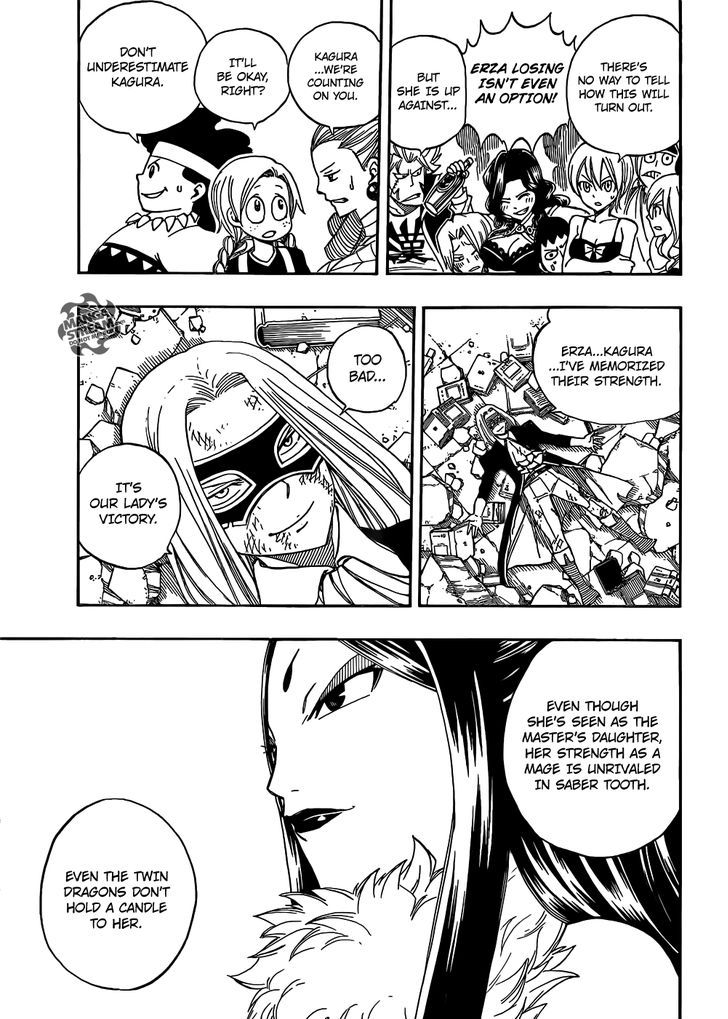 THERE'S
NO WAY TO TELL
HOW THIS WILL
TURN OUT.
ERZA LOSING
ISN'T EVEN
AN OPTION!
BUT
SHE IS UP
AGAINST...
KAGURA
...WE'RE
COUNTING
ON YOU.
IT'LL
BE OKAY,
RIGHT?
DON'T
UNDERESTIMATE
KAGURA.
ERZA...KAGURA
...I'VE MEMORIZED
THEIR STRENGTH.
TOO
BAD...
IT'S
OUR LADY'S
VICTORY.
MANGA
STREAM
EVEN THOUGH
SHE'S SEEN AS THE
MASTER'S DAUGHTER,
HER STRENGTH AS A
MAGE IS UNRIVALED
IN SABER TOOTH.
EVEN THE TWIN
DRAGONS DON'T
HOLD A CANDLE
TO HER.